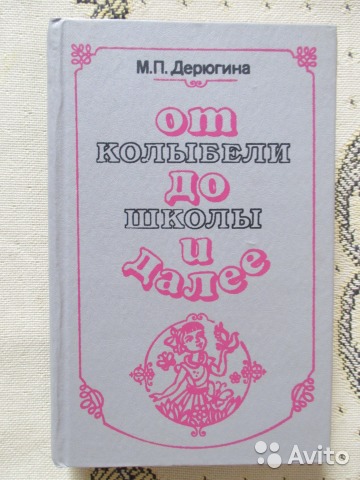 М.П. Дерюгина
от
КОЛЫБЕЛИ
до
ШКОЛЫ
и
далее
Avito